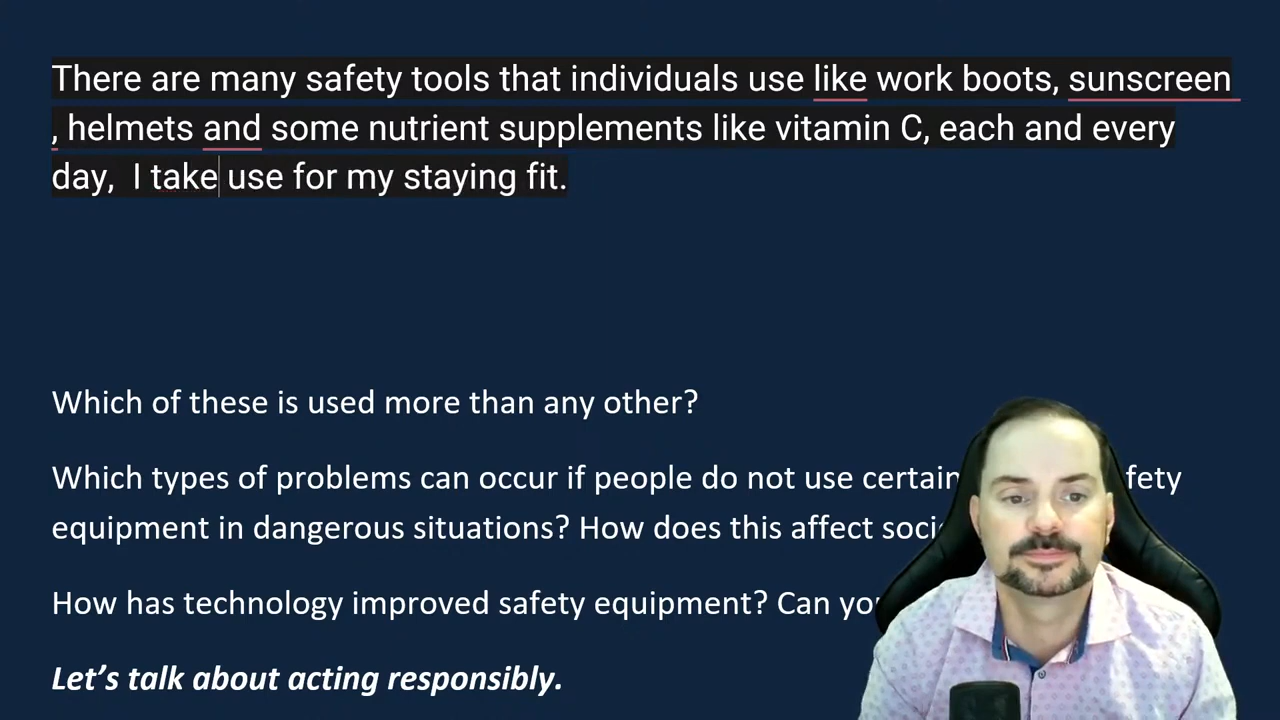 There are many safety tools that individuals use like work boots, sunscreen
, helmets and some nutrient supplements like vitamin C, each and every
day,  I take use for my staying fit.
Which of these is used more than any other?
Which types of problems can occur if people do not use certain fety
equipment in dangerous situations? How does this affect
How has technology improved safety equipment? Can
Let's talk about acting responsibly.